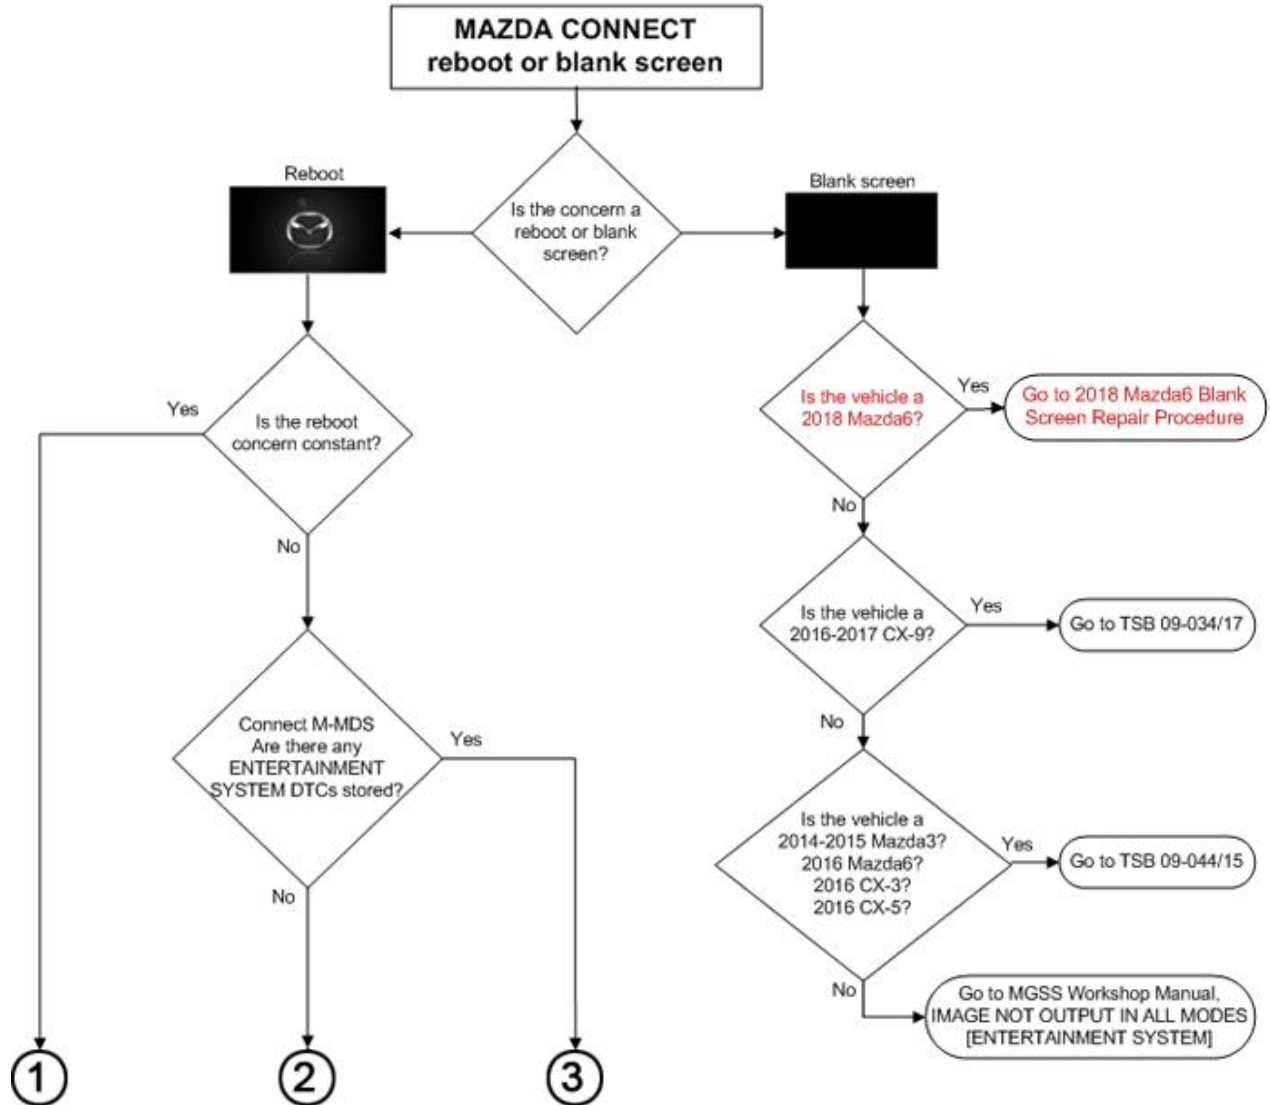 MAZDA CONNECT
reboot or blank screen
Reboot
Blank screen
Is the concern a
reboot or blank
screen?
Is the vehicle a
2018 Mazda6?
Yes
Go to 2018 Mazda6 Blank
Screen Repair Procedure
Yes
Is the reboot
concern constant?
No
No
Is the vehicle a
2016-2017 CX-9?
Yes
Go to TSB 09-034/17
Connect M-MDS
Are there any
ENTERTAINMENT
SYSTEM DTCs stored?
Yes
No
Is the vehicle a
2014-2015 Mazda3?
2016 Mazda6?
2016 CX-3?
2016 CX-5?
Yes
Go to TSB 09-044/15
No
No
Go to MGSS Workshop Manual,
IMAGE NOT OUTPUT IN ALL MODES
[ENTERTAINMENT SYSTEM]
1
2
3